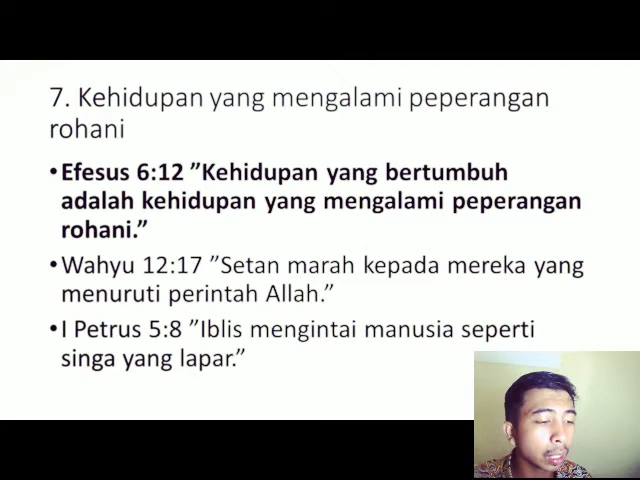 7. Kehidupan yang mengalami peperangan
rohani
•Efesus 6:12 ”Kehidupan yang bertumbuh
adalah kehidupan yang mengalami peperangan
rohani.”
•Wahyu 12:17 ”Setan marah kepada mereka yang
menuruti perintah Allah.”
•I Petrus 5:8 ”Iblis mengintai manusia seperti
singa yang lapar.”